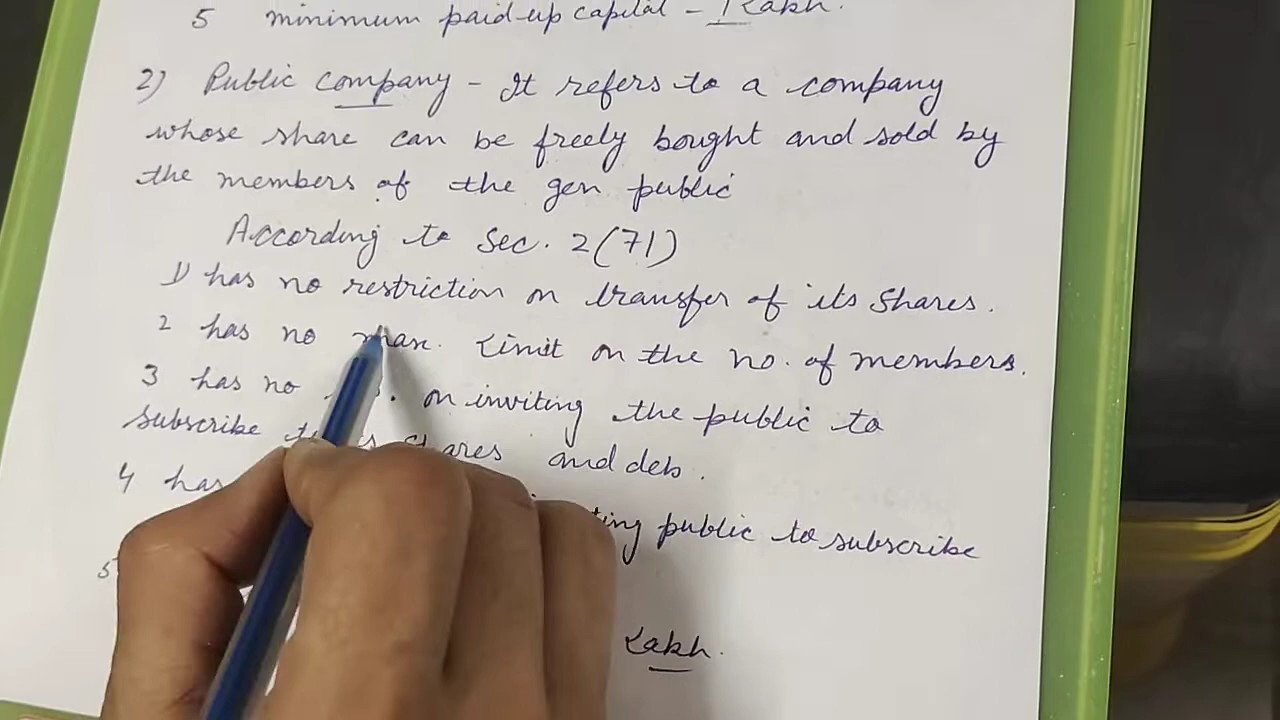 5 minimum paid-up capital - 1 Lakh.
2) Public company - It refers to a company
whose share can be freely bought and sold by
the members of the gen public
According to Sec. 2(71)
1) has no restriction on transfer of its Shares.
2 has no max. Limit on the no. of members.
3 has no on inviting the public to
subscribe shares and deb.
4 has public to subscribe
5
Lakh.